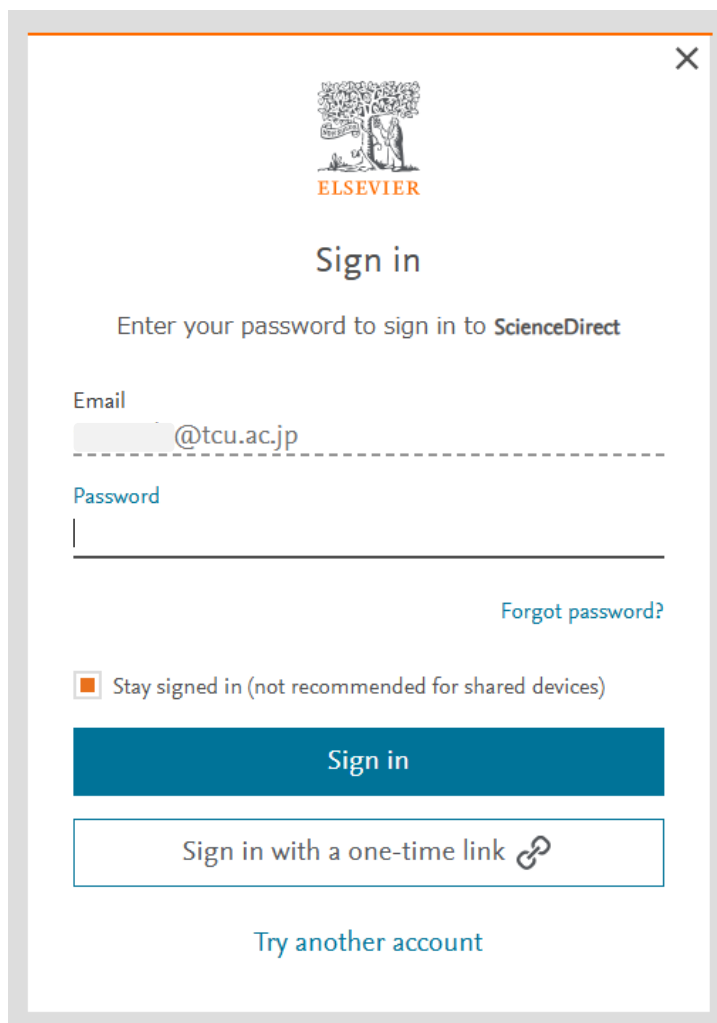 ELSEVIER
Sign in
Enter your password to sign in to ScienceDirect
Email
@tcu.ac.jp
Password
Forgot password?
Stay signed in (not recommended for shared devices)
Sign in
Sign in with a one-time link
Try another account